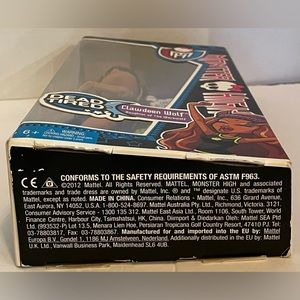 DEAD TIRED
Clawdeen Wolf
Daughter of The Werewolf
6+
CONFORMS TO THE SAFETY REQUIREMENTS OF ASTM F963.
CE ©2012 Mattel. All Rights Reserved. MATTEL, MONSTER HIGH and associated
trademarks and trade dress are owned by Mattel, Inc. ® and ™ designate U.S. trademarks of
Mattel, except as noted. MADE IN CHINA. Consumer Relations - Mattel, Inc., 636 Girard Avenue,
East Aurora, NY 14052, U.S.A. 1-800-524-8697. Mattel Australia Pty. Ltd., Richmond, Victoria. 3121.
Consumer Advisory Service - 1300 135 312. Mattel East Asia Ltd., Room 1106, South Tower, World
Finance Centre, Harbour City, Tsimshatsui, HK, China. Diimport & Diedarkan Oleh: Mattel SEA Ptd
Ltd. (993532-P) Lot 13.5, Menara Lien Hoe, Persiaran Tropicana Golf Country Resort, 47410 PJ. Tel:
03-78803817, Fax: 03-78803867. Manufactured for and imported into the EU by: Mattel
Europa B.V., Gondel 1, 1186 MJ Amstelveen, Nederland. Additionally distributed in the EU by: Mattel
U.K. Ltd., Vanwall Business Park, Maidenhead SL6 4UB.